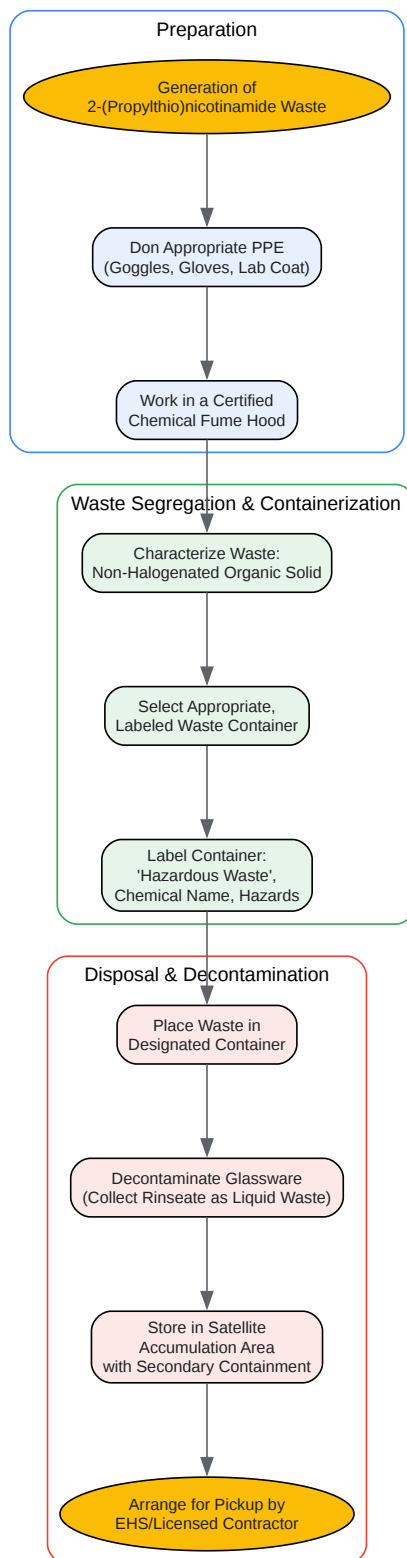 Preparation
Generation of
2-(Propylthio)nicotinamide Waste
Don Appropriate PPE
(Goggles, Gloves, Lab Coat)
Work in a Certified
Chemical Fume Hood
Waste Segregation & Containerization
Characterize Waste:
Non-Halogenated Organic Solid
Select Appropriate,
Labeled Waste Container
Label Container:
'Hazardous Waste',
Chemical Name, Hazards
Disposal & Decontamination
Place Waste in
Designated Container
Decontaminate Glassware
(Collect Rinseate as Liquid Waste)
Store in Satellite
Accumulation Area
with Secondary Containment
Arrange for Pickup by
EHS/Licensed Contractor